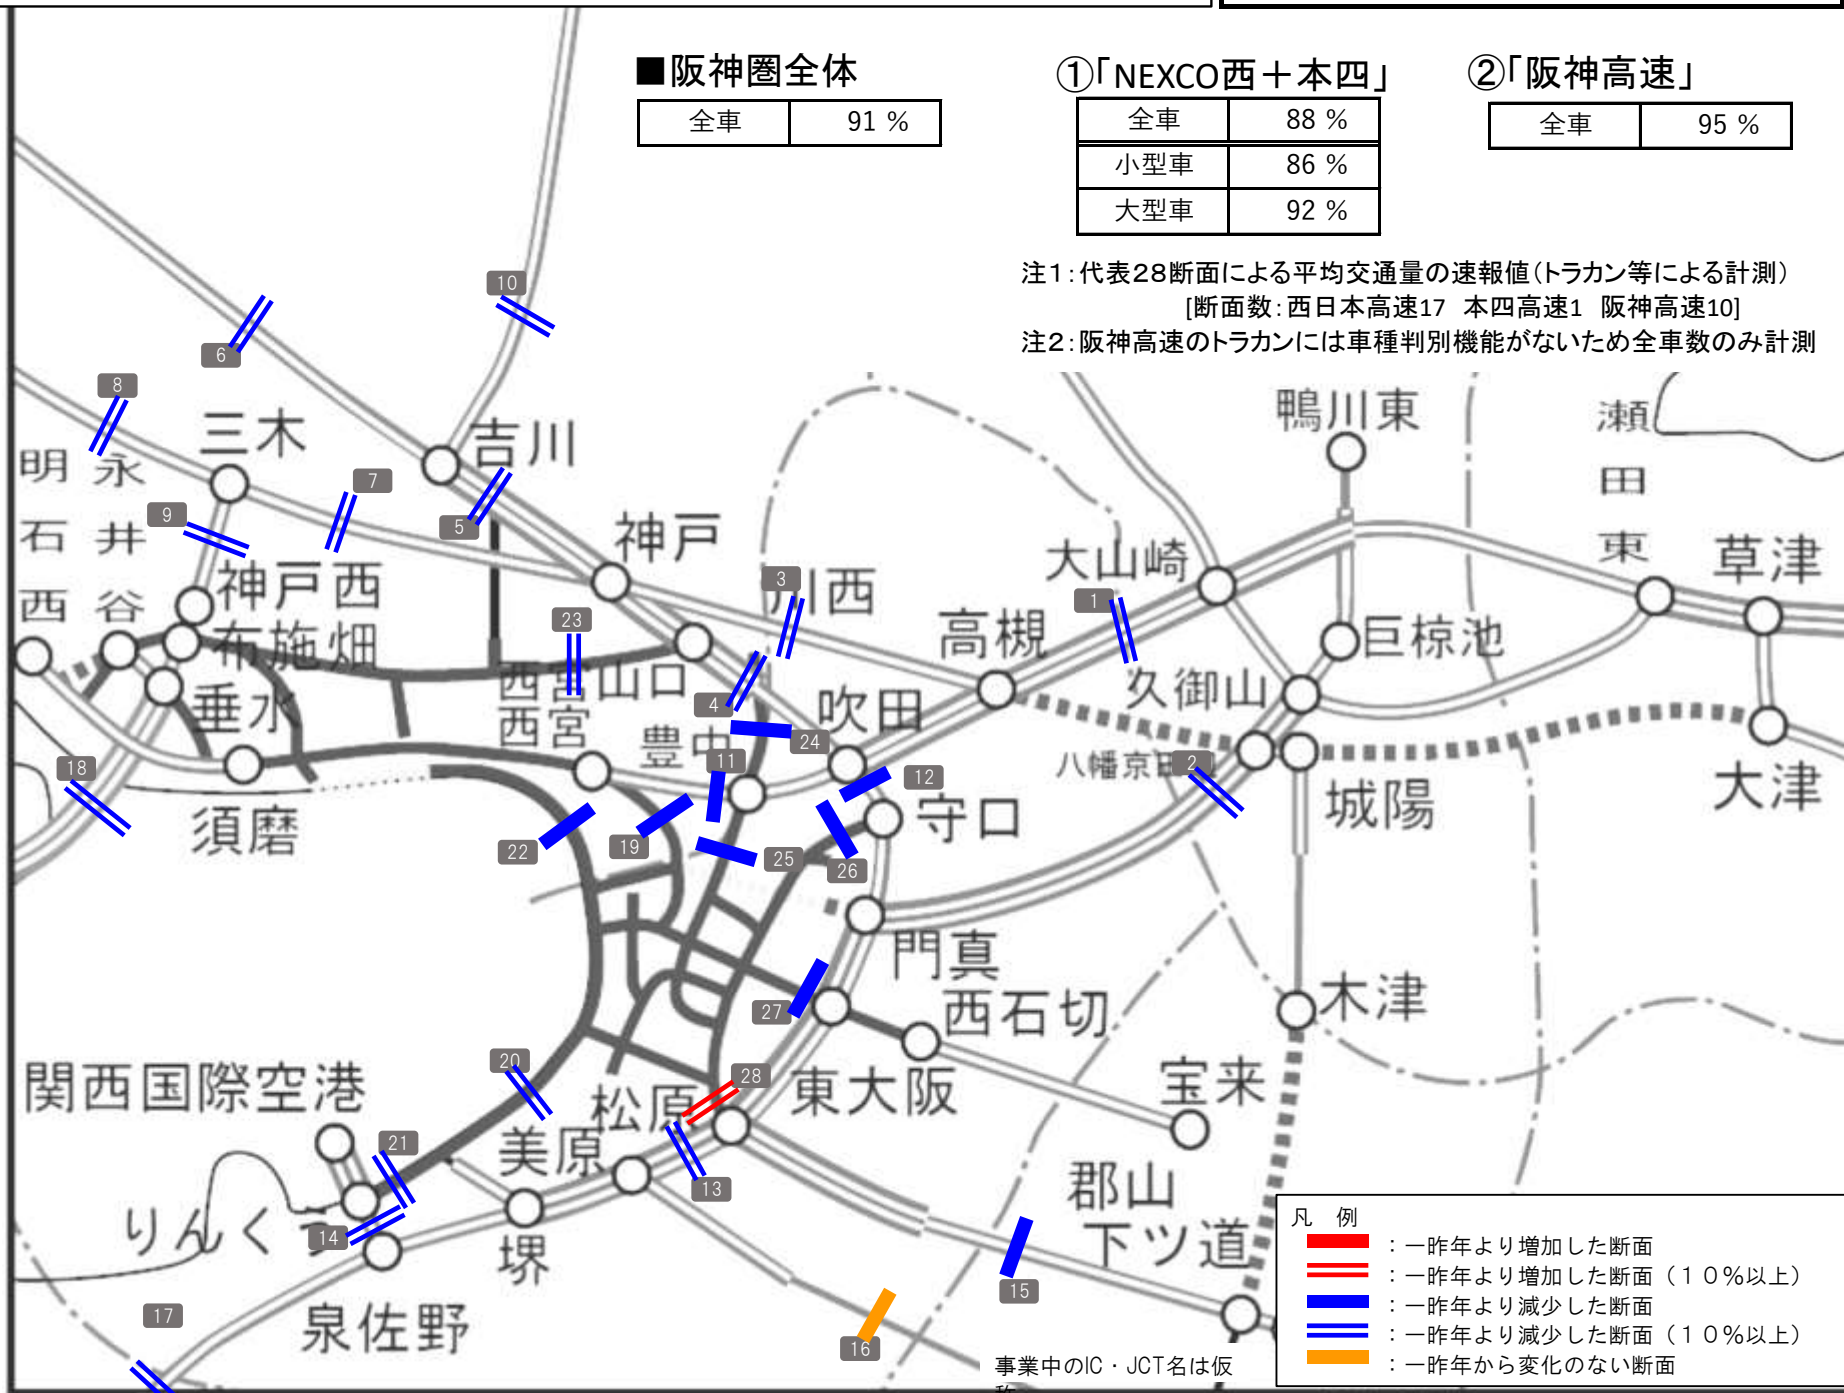 ■阪神圏全体
全車 91 %
①「NEXCO西＋本四」
全車 88 %
小型車 86 %
大型車 92 %
②「阪神高速」
全車 95 %
注１：代表２８断面による平均交通量の速報値（トラカン等による計測）
[断面数：西日本高速17 本四高速1 阪神高速10]
注２：阪神高速のトラカンには車種判別機能がないため全車数のみ計測
10
6
8
三木
吉川
鴨川東
瀬田東
明石西
永井谷
7
9
5
神戸
大山崎
草津
神戸西
3
川西
1
高槻
23
布施畑
巨椋池
西宮山口
久御山
垂水
4
吹田
西宮
豊中
24
11
八幡京田
2
12
18
大津
城陽
須磨
守口
22
19
25
26
門真
27
西石切
木津
20
関西国際空港
28
松原
東大阪
宝来
21
美原
13
郡山下ツ道
りんくう
14
堺
15
17
泉佐野
16
事業中のIC・JCT名は仮
称
凡　例
：一昨年より増加した断面
：一昨年より増加した断面（１０％以上）
：一昨年より減少した断面
：一昨年より減少した断面（１０％以上）
：一昨年から変化のない断面